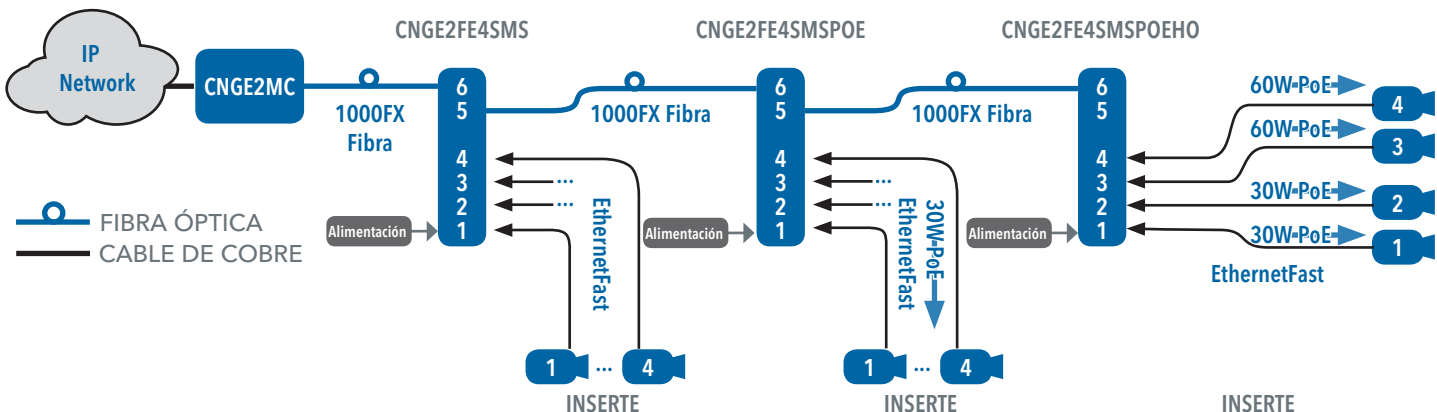 IP
Network
CNGE2MC
1000FX
Fibra
CNGE2FE4SMS
6
5
4
3
2
1
Alimentación
...
...
EthernetFast
1 ... 4
INSERTE
1000FX Fibra
CNGE2FE4SMSPOE
6
5
4
3
2
1
Alimentación
...
...
EthernetFast
30W-PoE
1 ... 4
INSERTE
1000FX Fibra
CNGE2FE4SMSPOEHO
6
5
4
3
2
1
Alimentación
60W-PoE
4
60W-PoE
3
30W-PoE
2
30W-PoE
1
EthernetFast
INSERTE
FIBRA ÓPTICA
CABLE DE COBRE